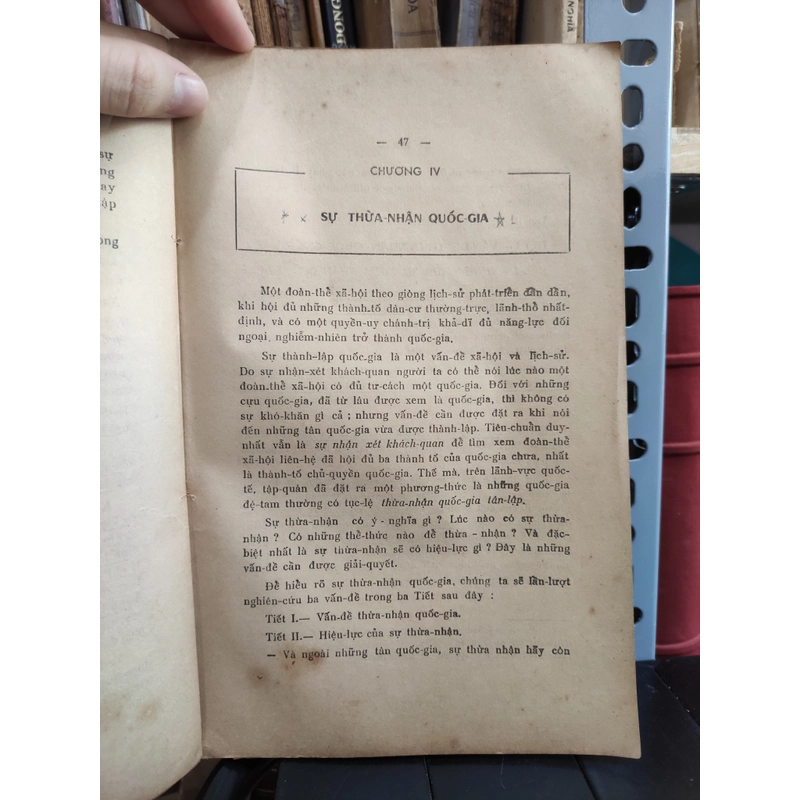 ĐONG
ĐOA
NGHĨA
sự
ng
ay
ập
ong
— 47 —
CHƯƠNG IV
SỰ THỪA-NHẬN QUỐC-GIA
Một đoàn-thể xã-hội theo giòng lịch-sử phát-triển dần dần,
khi hội đủ những thành-tố dân-cư thường-trực, lãnh-thổ nhất-
định, và có một quyền-uy chánh-trị khả-dĩ đủ năng-lực đối
ngoại, nghiễm-nhiên trở thành quốc-gia.
Sự thành-lập quốc-gia là một vấn-đề xã-hội và lịch-sử.
Do sự nhận-xét khách-quan người ta có thể nói lúc nào một
đoàn-thể xã-hội có đủ tư-cách một quốc-gia. Đối với những
cựu quốc-gia, đã từ lâu được xem là quốc-gia, thì không có
sự khó-khăn gì cả ; nhưng vấn-đề cần được đặt ra khi nói
đến những tân quốc-gia vừa được thành-lập. Tiêu-chuẩn duy-
nhất vẫn là sự nhận xét khách-quan để tìm xem đoàn-thể
xã-hội liên-hệ đã hội đủ ba thành tố của quốc-gia chưa, nhất
là thành-tố chủ-quyền quốc-gia. Thế mà, trên lãnh-vực quốc-
tế, tập-quán đã đặt ra một phương-thức là những quốc-gia
đệ-tam thường có tục-lệ thừa-nhận quốc-gia tân-lập.
Sự thừa-nhận có ý-nghĩa gì ? Lúc nào có sự thừa-
nhận ? Có những thể-thức nào để thừa-nhận ? Và đặc-
biệt nhất là sự thừa-nhận sẽ có hiệu-lực gì ? Đây là những
vấn-đề cần được giải-quyết.
Để hiểu rõ sự thừa-nhận quốc-gia, chúng ta sẽ lần-lượt
nghiên-cứu ba vấn-đề trong ba Tiết sau đây :
Tiết I.— Vấn-đề thừa-nhận quốc-gia.
Tiết II.— Hiệu-lực của sự thừa-nhận.
— Và ngoài những tân quốc-gia, sự thừa nhận hãy còn